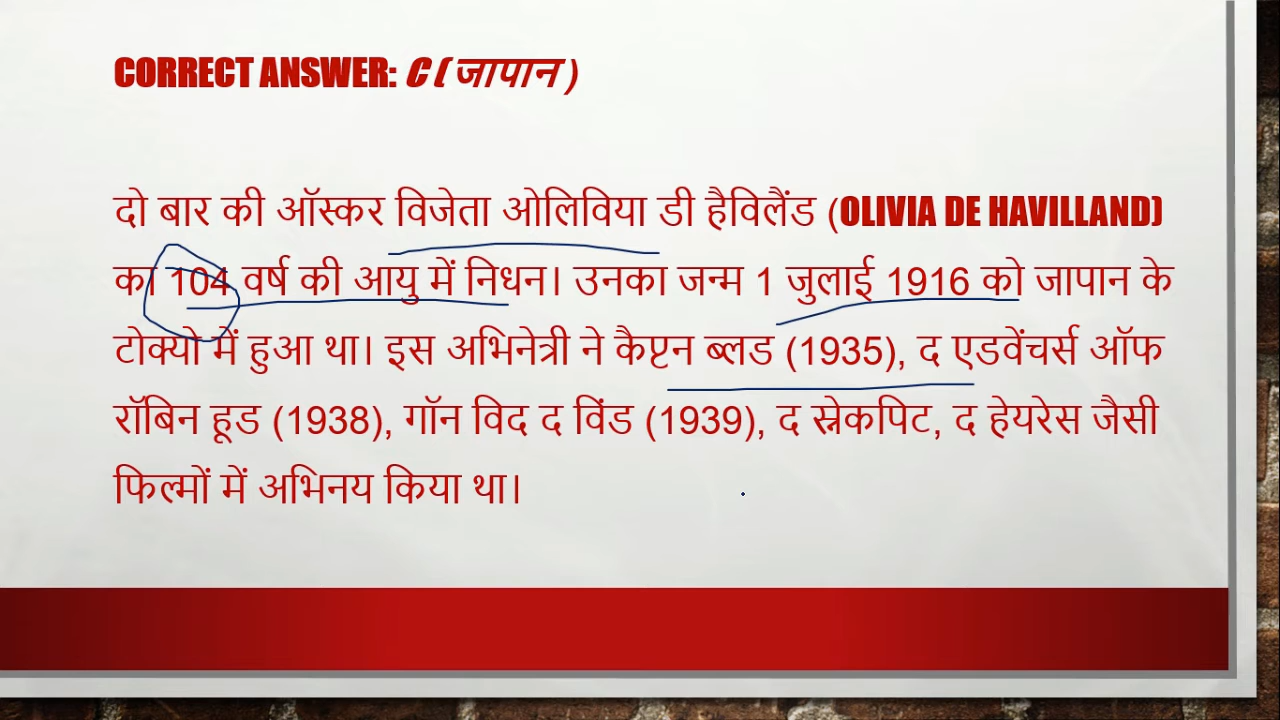 CORRECT ANSWER: C ( जापान )
दो बार की ऑस्कर विजेता ओलिविया डी हैविलैंड (OLIVIA DE HAVILLAND)
का 104 वर्ष की आयु में निधन। उनका जन्म 1 जुलाई 1916 को जापान के
टोक्यो में हुआ था। इस अभिनेत्री ने कैप्टन ब्लड (1935), द एडवेंचर्स ऑफ
रॉबिन हूड (1938), गॉन विद द विंड (1939), द स्नेकपिट, द हेयरेस जैसी
फिल्मों में अभिनय किया था।